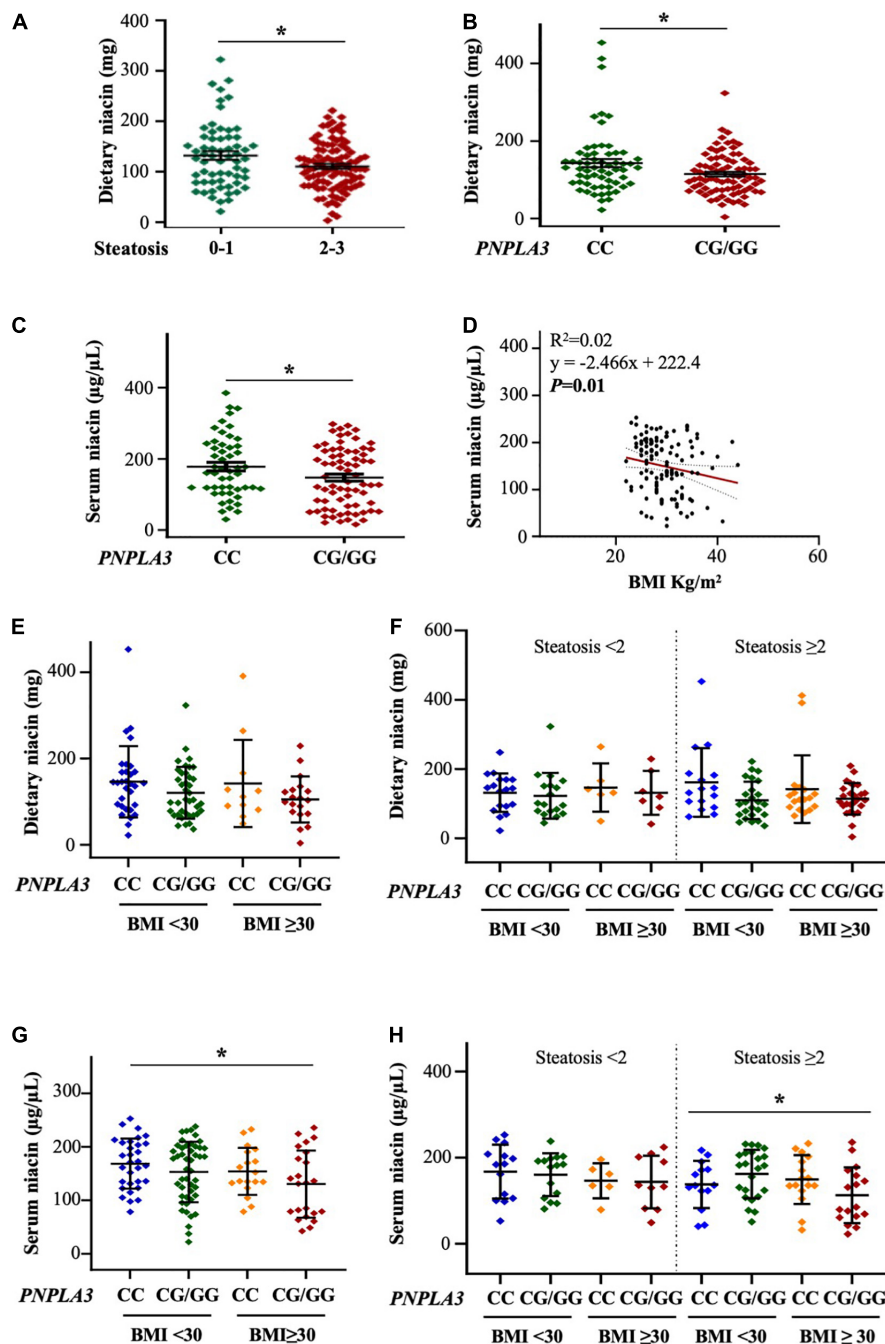 A
Dietary niacin (mg)
400
300
200
100
0
*
Steatosis
0-1
2-3
B
Dietary niacin (mg)
400
200
0
*
PNPLA3
CC
CG/GG
C
Serum niacin (µg/µL)
400
200
0
*
PNPLA3
CC
CG/GG
D
Serum niacin (µg/µL)
400
300
200
100
0
R²=0.02
y = -2.466x + 222.4
P=0.01
20
40
60
BMI Kg/m²
E
Dietary niacin (mg)
400
200
0
PNPLA3
CC CG/GG CC CG/GG
BMI <30 BMI ≥30
F
Dietary niacin (mg)
600
400
200
0
Steatosis <2 Steatosis ≥2
PNPLA3
CC CG/GG CC CG/GG CC CG/GG CC CG/GG
BMI <30 BMI ≥30 BMI <30 BMI ≥30
G
Serum niacin (µg/µL)
300
200
100
0
*
PNPLA3
CC CG/GG CC CG/GG
BMI <30 BMI≥30
H
Serum niacin (µg/µL)
400
200
0
Steatosis <2 Steatosis ≥2
*
PNPLA3
CC CG/GG CC CG/GG CC CG/GG CC CG/GG
BMI <30 BMI ≥30 BMI <30 BMI ≥ 30